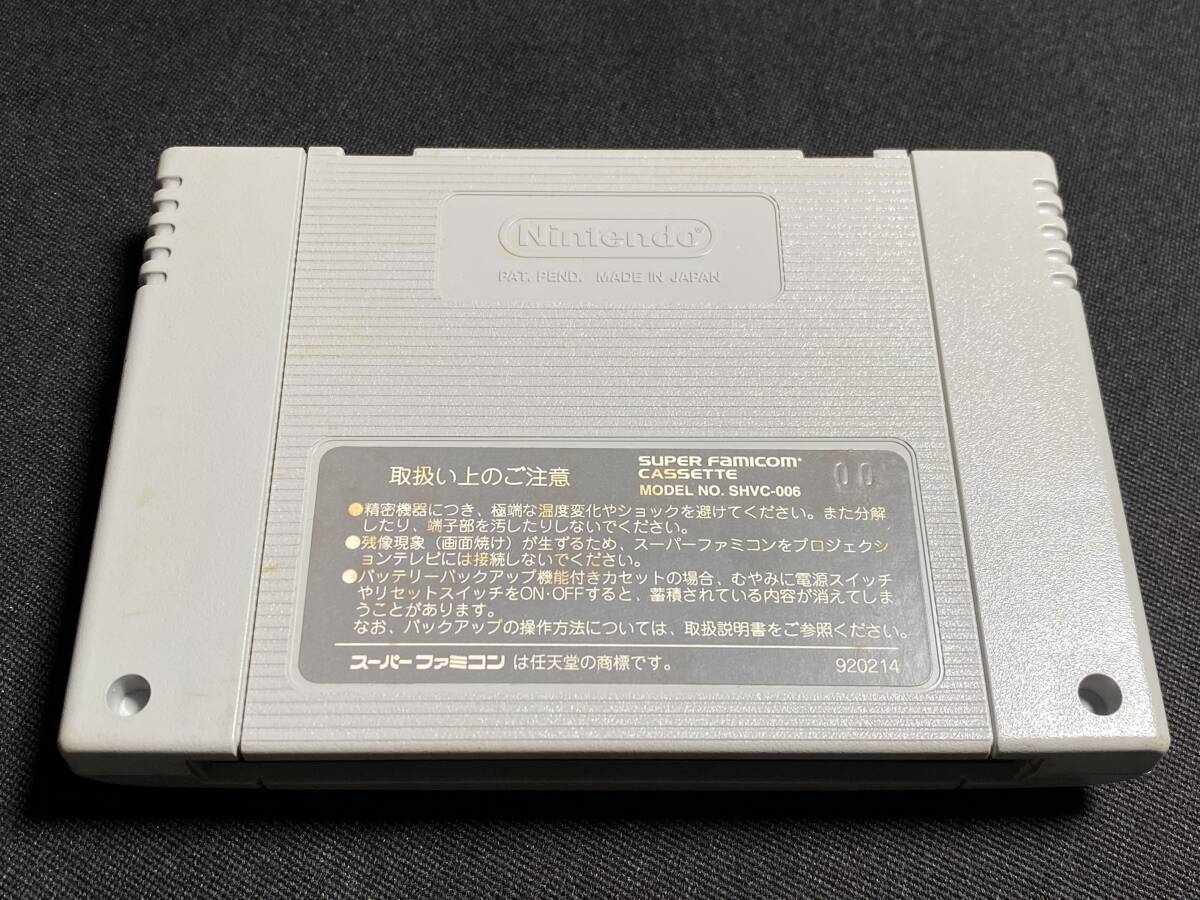 Nintendo®
PAT. PEND. MADE IN JAPAN
取扱い上のご注意
SUPER FAMICOM®
CASSETTE
MODEL NO. SHVC-006
00
●精密機器につき、極端な温度変化やショックを避けてください。また分解
したり、端子部を汚したりしないでください。
●残像現象（画面焼け）が生ずるため、スーパーファミコンをプロジェクシ
ョンテレビには接続しないでください。
●バッテリーバックアップ機能付きカセットの場合、むやみに電源スイッチ
やリセットスイッチをON・OFFすると、蓄積されている内容が消えてしま
うことがあります。
なお、バックアップの操作方法については、取扱説明書をご参照ください。
スーパーファミコンは任天堂の商標です。
920214